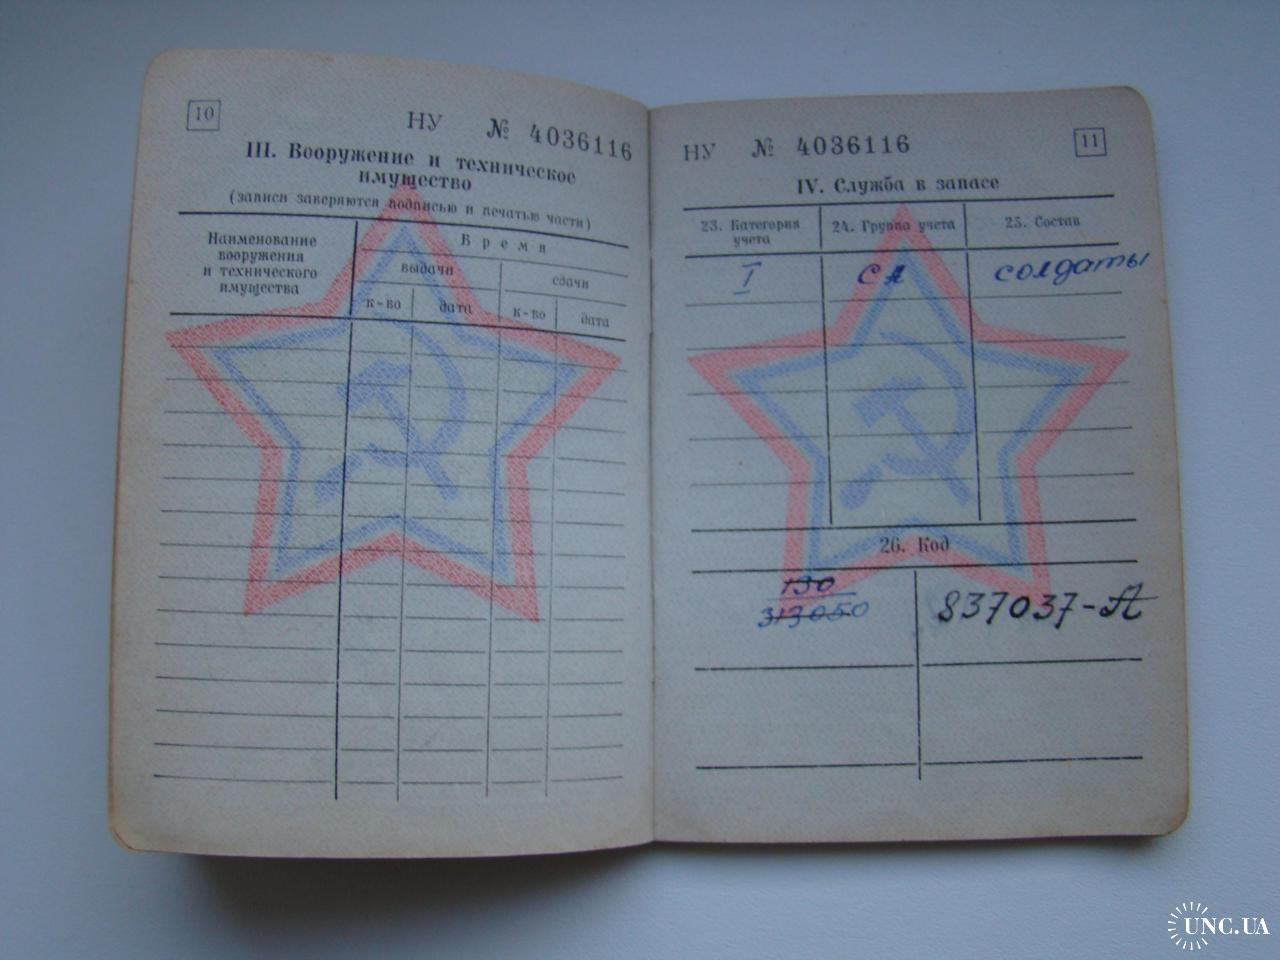 10
НУ № 4036116
III. Вооружение и техническое
имущество
(записи заверяются подписью и печатью части)
Наименование
вооружения
и технического
имущества
Время
выдачи
сдачи
к-во
дата
к-во
дата
НУ № 4036116
11
IV. Служба в запасе
23. Категория
учета
24. Группа учета
25. Состав
I
СА
солдаты
26. Код
130
313050
837037-А
UNC.UA